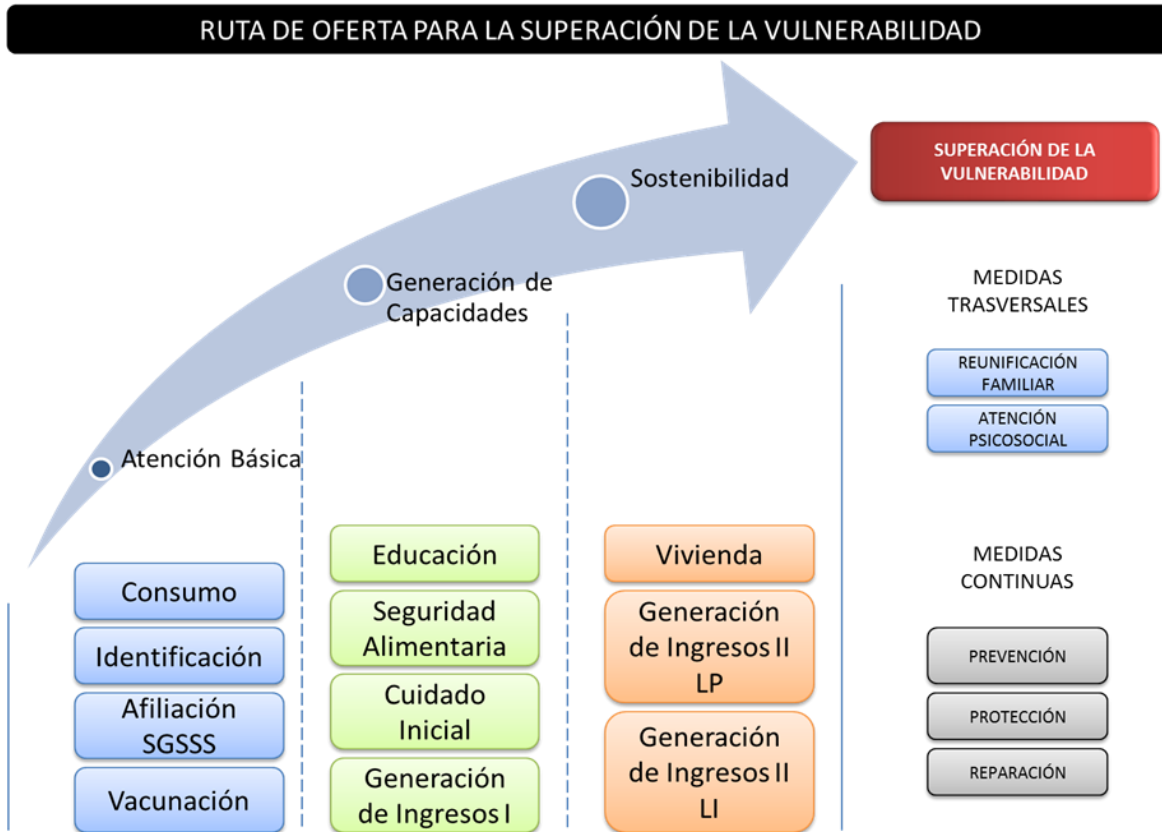 RUTA DE OFERTA PARA LA SUPERACIÓN DE LA VULNERABILIDAD
SUPERACIÓN DE LA
VULNERABILIDAD
Sostenibilidad
Generación de
Capacidades
Atención Básica
Consumo
Identificación
Afiliación
SGSSS
Vacunación
Educación
Seguridad
Alimentaria
Cuidado
Inicial
Generación
de Ingresos I
Vivienda
Generación
de Ingresos II
LP
Generación
de Ingresos II
LI
MEDIDAS
TRASVERSALES
REUNIFICACIÓN
FAMILIAR
ATENCIÓN
PSICOSOCIAL
MEDIDAS
CONTINUAS
PREVENCIÓN
PROTECCIÓN
REPARACIÓN